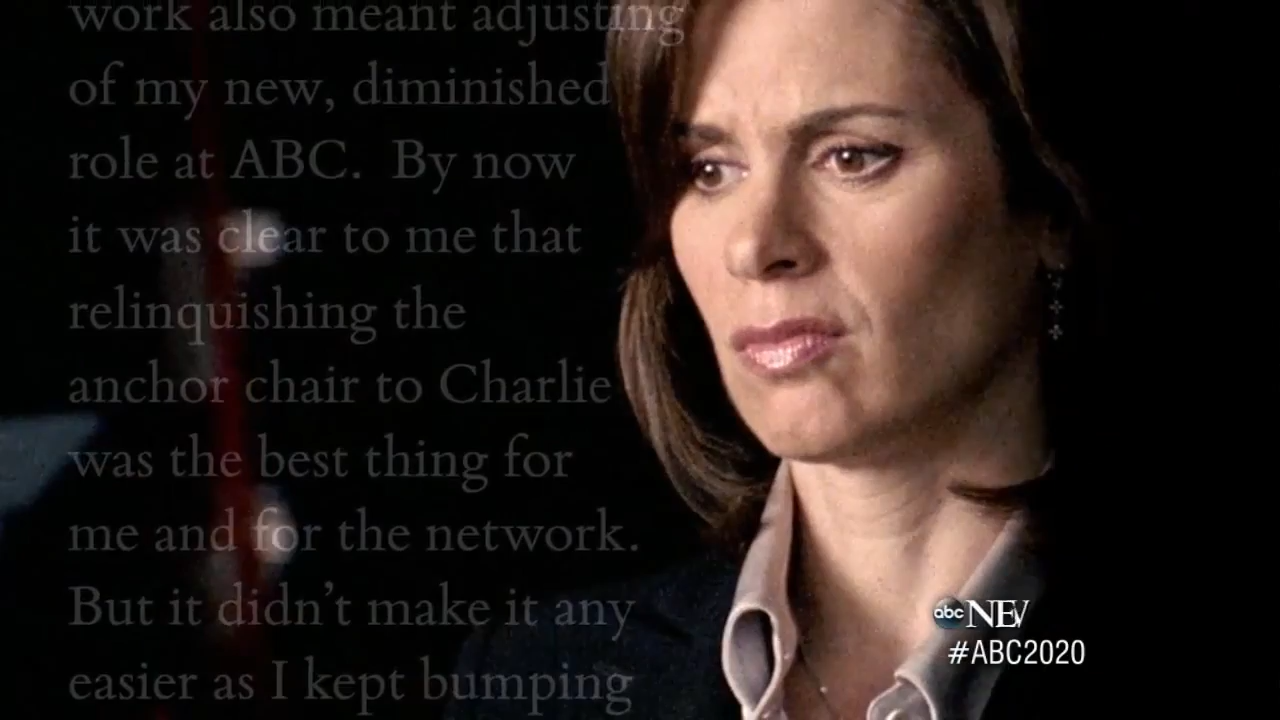 work also meant adjusting
of my new, diminished
role at ABC. By now
it was clear to me that
relinquishing the
anchor chair to Charlie
was the best thing for
me and for the network.
But it didn't make it any
easier as I kept bumping
abc NEV
#ABC2020